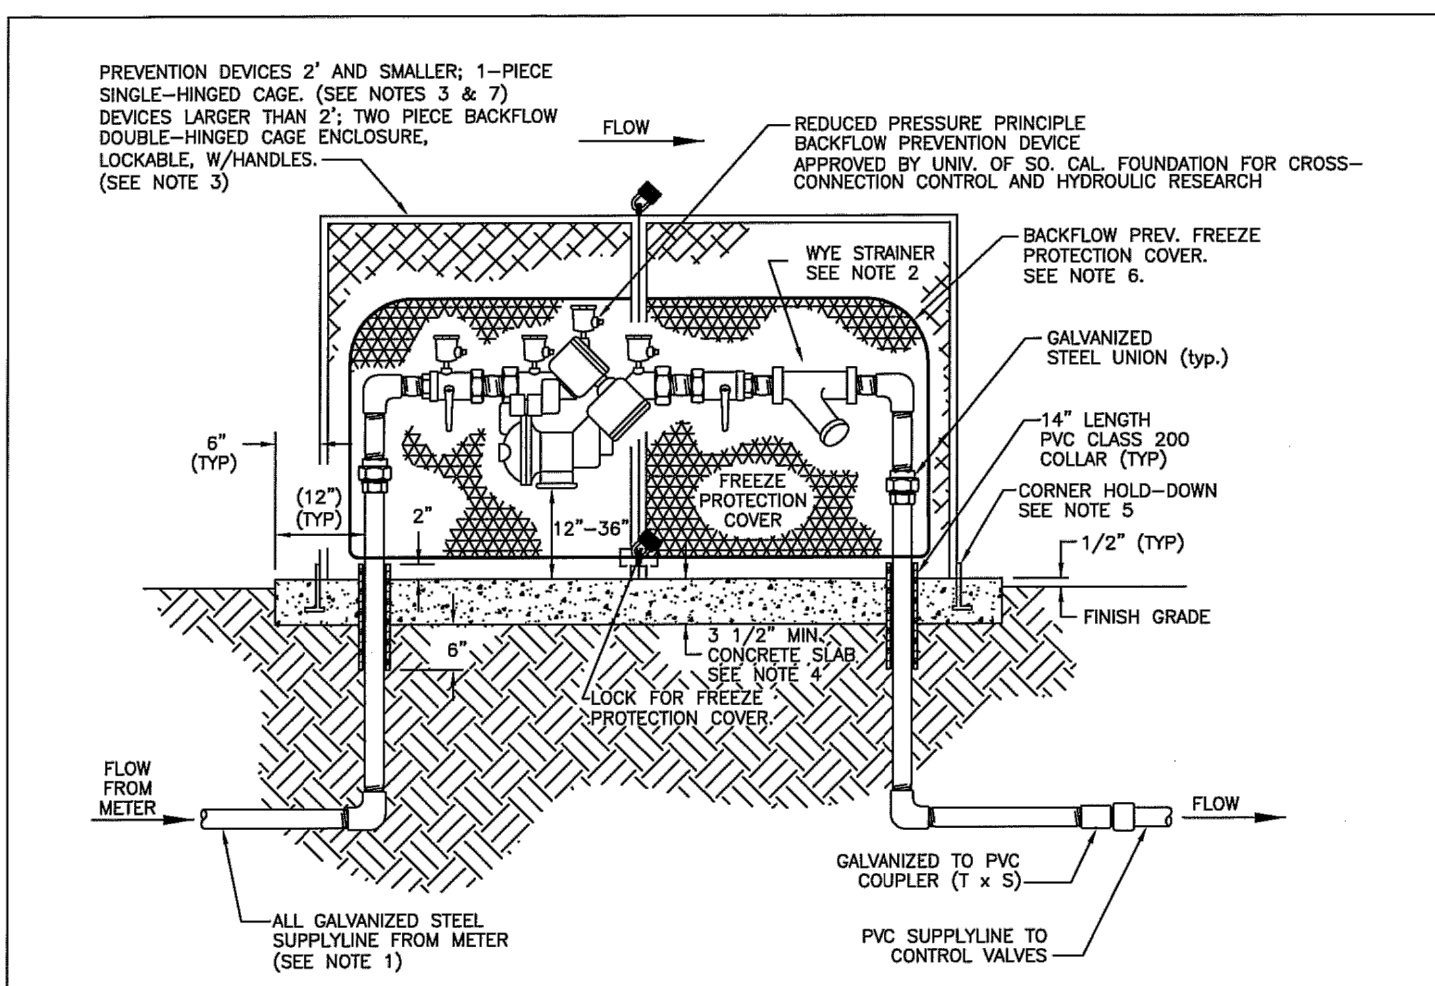 PREVENTION DEVICES 2' AND SMALLER; 1-PIECE
SINGLE-HINGED CAGE. (SEE NOTES 3 & 7)
DEVICES LARGER THAN 2'; TWO PIECE BACKFLOW
DOUBLE-HINGED CAGE ENCLOSURE,
LOCKABLE, W/HANDLES.
(SEE NOTE 3)
FLOW
REDUCED PRESSURE PRINCIPLE
BACKFLOW PREVENTION DEVICE
APPROVED BY UNIV. OF SO. CAL. FOUNDATION FOR CROSS-
CONNECTION CONTROL AND HYDROULIC RESEARCH
WYE STRAINER
SEE NOTE 2
BACKFLOW PREV. FREEZE
PROTECTION COVER.
SEE NOTE 6.
GALVANIZED
STEEL UNION (typ.)
14" LENGTH
PVC CLASS 200
COLLAR (TYP)
CORNER HOLD-DOWN
SEE NOTE 5
1/2" (TYP)
FINISH GRADE
6"
(TYP)
(12")
(TYP)
2"
12"-36"
FREEZE
PROTECTION
COVER
6"
3 1/2" MIN.
CONCRETE SLAB
SEE NOTE 4
LOCK FOR FREEZE
PROTECTION COVER.
FLOW
FROM
METER
FLOW
GALVANIZED TO PVC
COUPLER (T x S)
ALL GALVANIZED STEEL
SUPPLYLINE FROM METER
(SEE NOTE 1)
PVC SUPPLYLINE TO
CONTROL VALVES